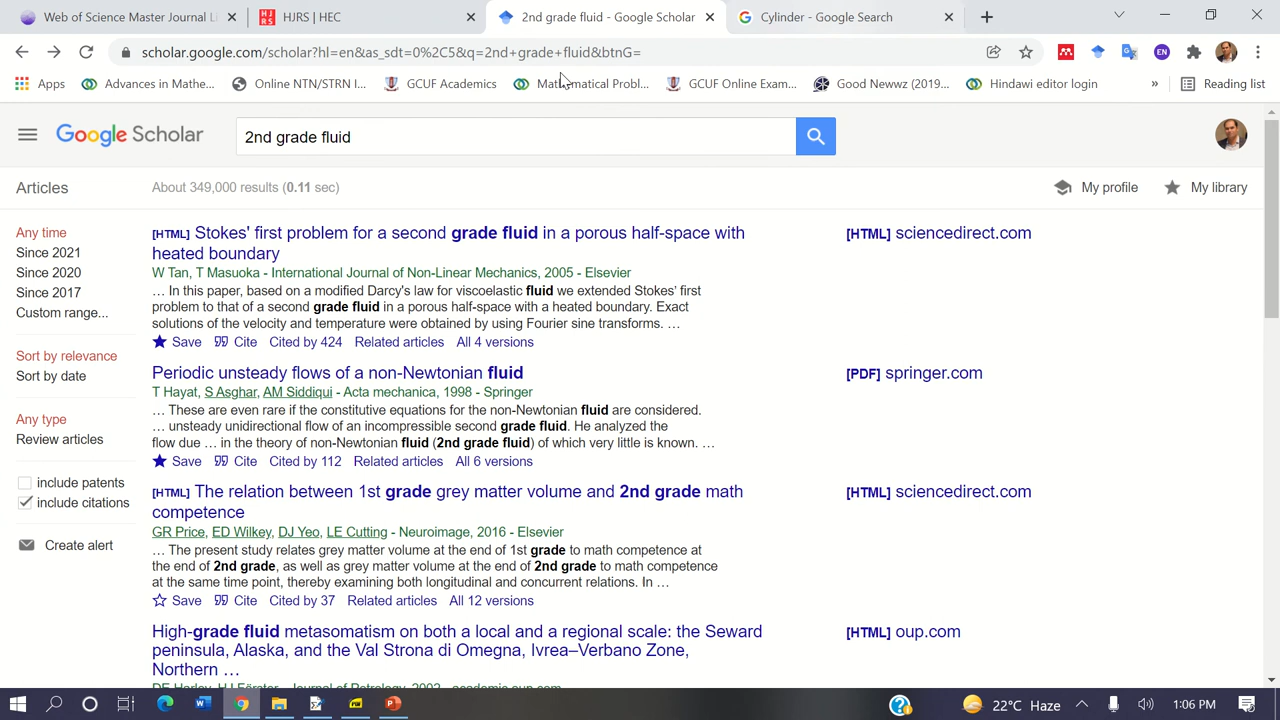 Web of Science Master Journal Li
HJRS | HEC
2nd grade fluid - Google Scholar
Cylinder - Google Search
scholar.google.com/scholar?hl=en&as_sdt=0%2C5&q=2nd+grade+fluid&btnG=
EN
Apps
Advances in Mathe...
Online NTN/STRN I...
GCUF Academics
Mathematical Probl...
GCUF Online Exam...
Good Newwz (2019...
Hindawi editor login
»
Reading list
Google Scholar
2nd grade fluid
Articles
About 349,000 results (0.11 sec)
My profile
My library
Any time
Since 2021
Since 2020
Since 2017
Custom range...
Sort by relevance
Sort by date
Any type
Review articles
include patents
include citations
Create alert
[HTML] Stokes' first problem for a second grade fluid in a porous half-space with
heated boundary
W Tan, T Masuoka - International Journal of Non-Linear Mechanics, 2005 - Elsevier
... In this paper, based on a modified Darcy's law for viscoelastic fluid we extended Stokes' first
problem to that of a second grade fluid in a porous half-space with a heated boundary. Exact
solutions of the velocity and temperature were obtained by using Fourier sine transforms. ...
Save Cite Cited by 424 Related articles All 4 versions
[HTML] sciencedirect.com
Periodic unsteady flows of a non-Newtonian fluid
T Hayat, S Asghar, AM Siddiqui - Acta mechanica, 1998 - Springer
... These are even rare if the constitutive equations for the non-Newtonian fluid are considered.
... unsteady unidirectional flow of an incompressible second grade fluid. He analyzed the
flow due ... in the theory of non-Newtonian fluid (2nd grade fluid) of which very little is known. ...
Save Cite Cited by 112 Related articles All 6 versions
[PDF] springer.com
[HTML] The relation between 1st grade grey matter volume and 2nd grade math
competence
GR Price, ED Wilkey, DJ Yeo, LE Cutting - Neuroimage, 2016 - Elsevier
... The present study relates grey matter volume at the end of 1st grade to math competence at
the end of 2nd grade, as well as grey matter volume at the end of 2nd grade to math competence
at the same time point, thereby examining both longitudinal and concurrent relations. In ...
Save Cite Cited by 37 Related articles All 12 versions
[HTML] sciencedirect.com
High-grade fluid metasomatism on both a local and a regional scale: the Seward
peninsula, Alaska, and the Val Strona di Omegna, Ivrea–Verbano Zone,
Northern ...
[HTML] oup.com
DE Harlov, HJ Förster - Journal of Petrology, 2002 - academic.oup.com
22°C Haze
1:06 PM